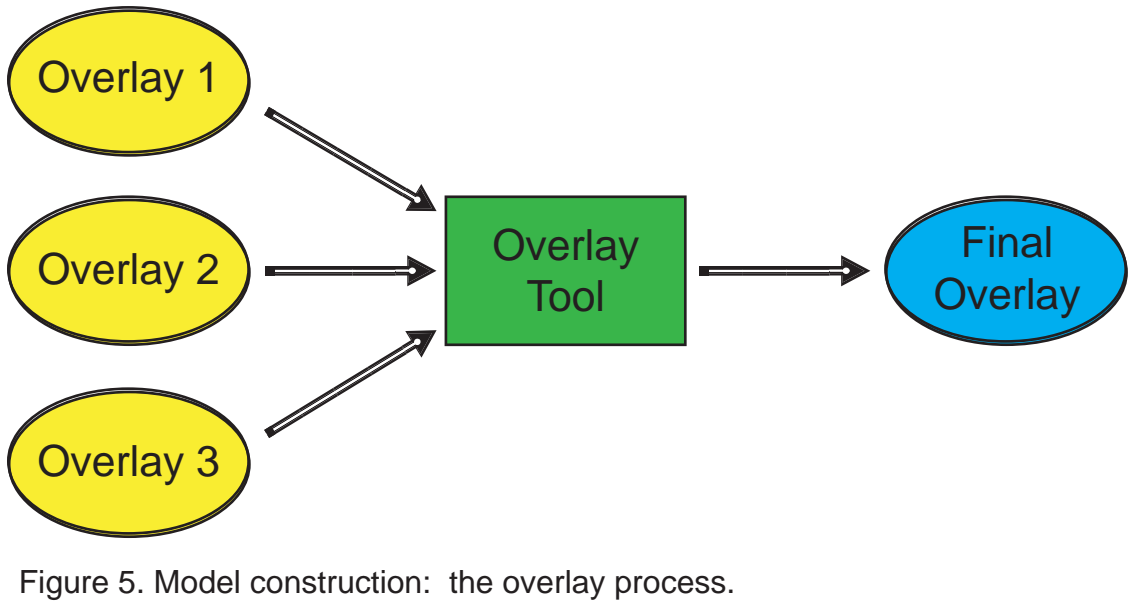 Overlay 1
Overlay 2
Overlay 3
Overlay
Tool
Final
Overlay
Figure 5. Model construction:  the overlay process.